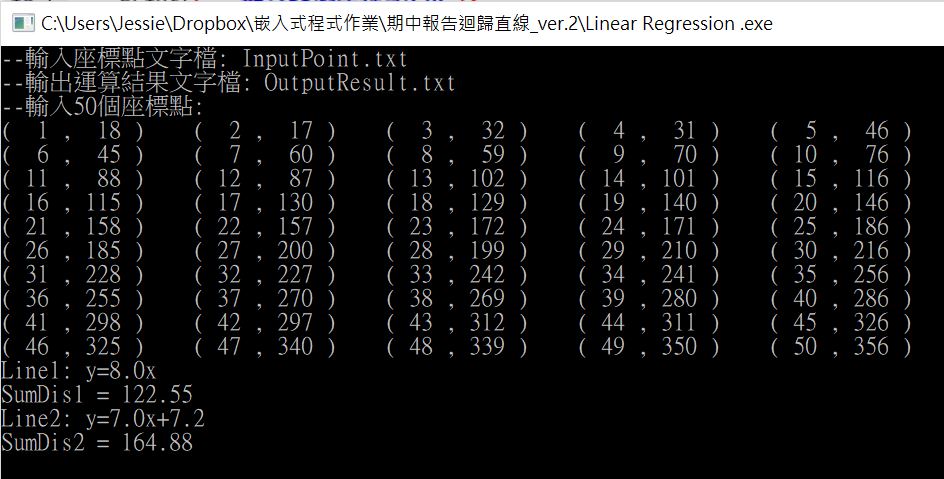 C:\Users\Jessie\Dropbox\嵌入式程式作業\期中報告迴歸直線_ver.2\Linear Regression .exe
--輸入座標點文字檔: InputPoint.txt
--輸出運算結果文字檔: OutputResult.txt
--輸入50個座標點:
( 1 , 18 ) ( 2 , 17 ) ( 3 , 32 ) ( 4 , 31 ) ( 5 , 46 )
( 6 , 45 ) ( 7 , 60 ) ( 8 , 59 ) ( 9 , 70 ) ( 10 , 76 )
( 11 , 88 ) ( 12 , 87 ) ( 13 , 102 ) ( 14 , 101 ) ( 15 , 116 )
( 16 , 115 ) ( 17 , 130 ) ( 18 , 129 ) ( 19 , 140 ) ( 20 , 146 )
( 21 , 158 ) ( 22 , 157 ) ( 23 , 172 ) ( 24 , 171 ) ( 25 , 186 )
( 26 , 185 ) ( 27 , 200 ) ( 28 , 199 ) ( 29 , 210 ) ( 30 , 216 )
( 31 , 228 ) ( 32 , 227 ) ( 33 , 242 ) ( 34 , 241 ) ( 35 , 256 )
( 36 , 255 ) ( 37 , 270 ) ( 38 , 269 ) ( 39 , 280 ) ( 40 , 286 )
( 41 , 298 ) ( 42 , 297 ) ( 43 , 312 ) ( 44 , 311 ) ( 45 , 326 )
( 46 , 325 ) ( 47 , 340 ) ( 48 , 339 ) ( 49 , 350 ) ( 50 , 356 )
Line1: y=8.0x
SumDis1 = 122.55
Line2: y=7.0x+7.2
SumDis2 = 164.88